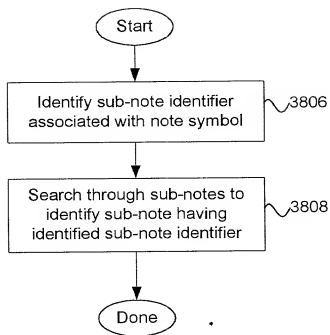 Start
Identify sub-note identifier
associated with note symbol
3806
Search through sub-notes to
identify sub-note having
identified sub-note identifier
3808
Done